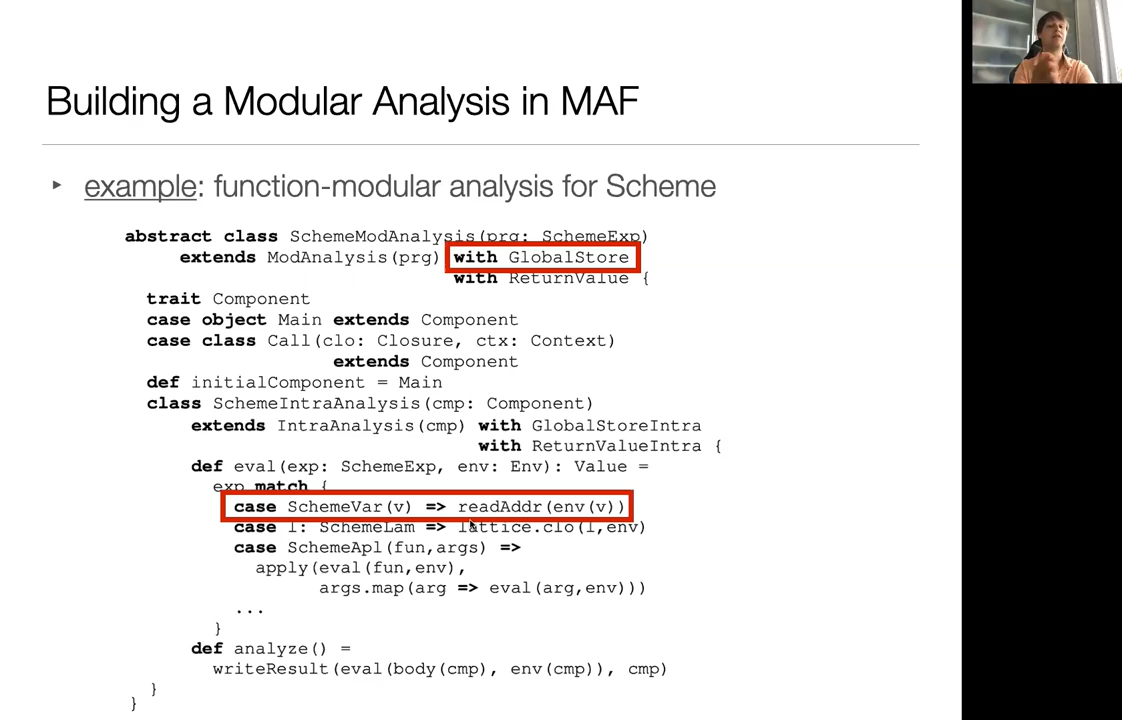 Building a Modular Analysis in MAF
‣ example: function-modular analysis for Scheme
abstract class SchemeModAnalysis(prg: SchemeExp)
extends ModAnalysis(prg) with GlobalStore
with ReturnValue {
trait Component
case object Main extends Component
case class Call(clo: Closure, ctx: Context)
extends Component
def initialComponent = Main
class SchemeIntraAnalysis(cmp: Component)
extends IntraAnalysis(cmp) with GlobalStoreIntra
with ReturnValueIntra {
def eval(exp: SchemeExp, env: Env): Value =
exp match {
case SchemeVar(v) => readAddr(env(v))
case l: SchemeLam => lattice.clo(l,env)
case SchemeApl(fun,args) =>
apply(eval(fun,env),
args.map(arg => eval(arg,env)))
...
}
def analyze() =
writeResult(eval(body(cmp), env(cmp)), cmp)
}
}